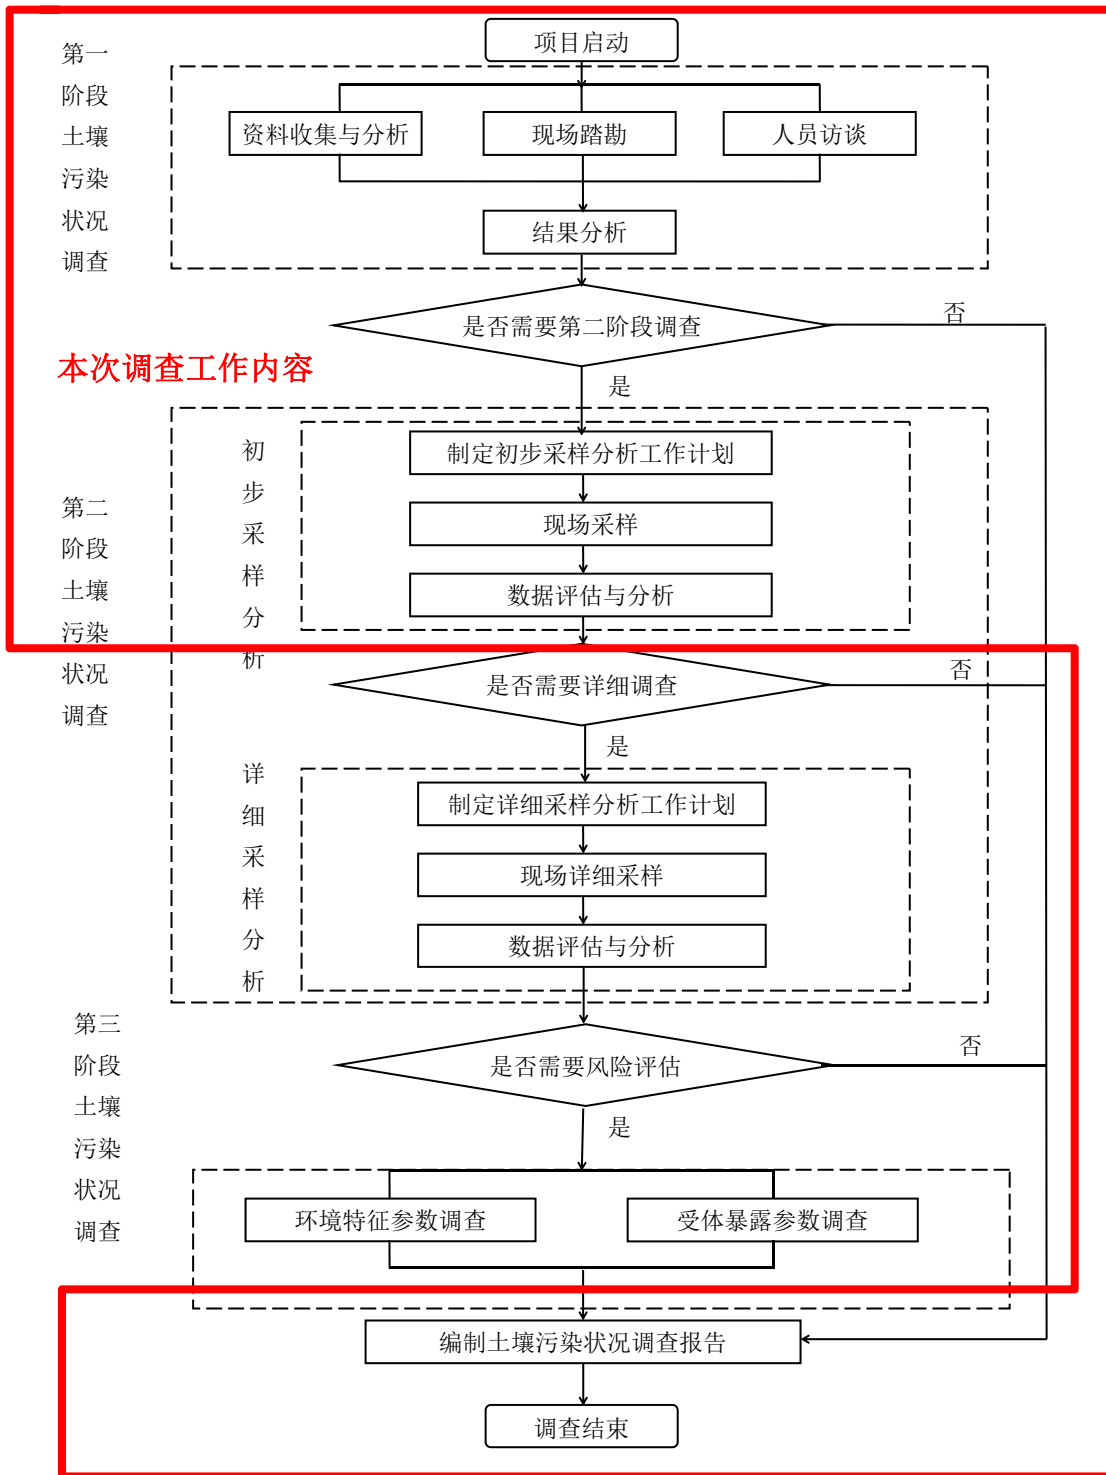 项目启动
第一
阶段
土壤
污染
状况
调查
资料收集与分析
现场踏勘
人员访谈
结果分析
是否需要第二阶段调查
否
本次调查工作内容
是
第二
阶段
土壤
污染
状况
调查
初
步
采
样
分
析
制定初步采样分析工作计划
现场采样
数据评估与分析
是否需要详细调查
否
是
详
细
采
样
分
析
制定详细采样分析工作计划
现场详细采样
数据评估与分析
第三
阶段
土壤
污染
状况
调查
是否需要风险评估
否
是
环境特征参数调查
受体暴露参数调查
编制土壤污染状况调查报告
调查结束